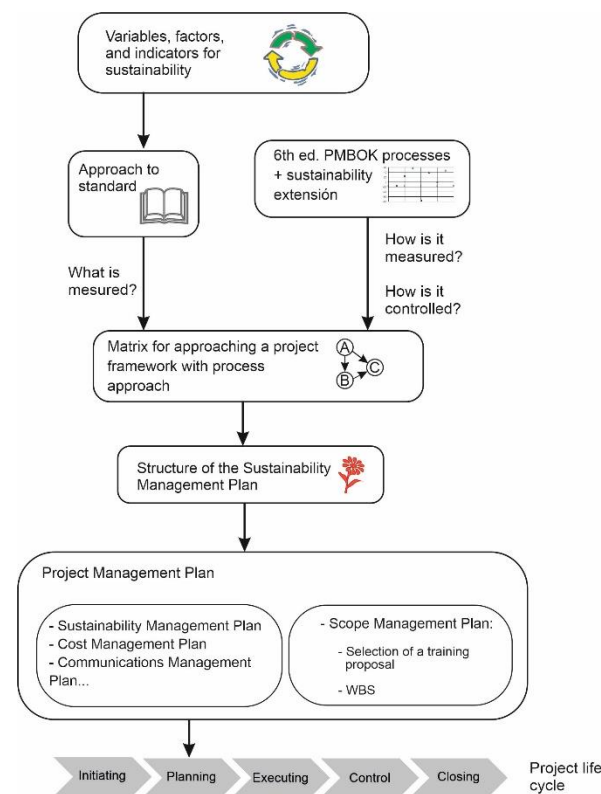 Variables, factors,
and indicators for
sustainability
6th ed. PMBOK processes
+ sustainability
extensión
Approach to
standard
How is it
measured?
What is
mesured?
How is it
controlled?
Matrix for approaching a project
framework with process
approach
A
C
B
Structure of the Sustainability
Management Plan
Project Management Plan
- Sustainability Management Plan
- Cost Management Plan
- Communications Management
Plan...
- Scope Management Plan:
- Selection of a training
proposal
- WBS
Initiating
Planning
Executing
Control
Closing
Project life
cycle